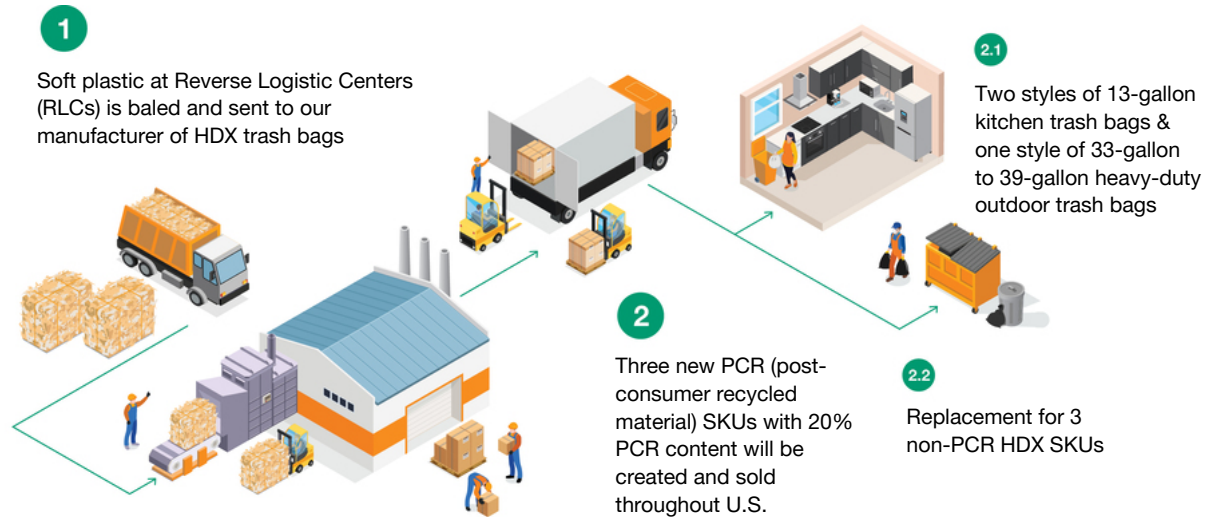 1
Soft plastic at Reverse Logistic Centers
(RLCs) is baled and sent to our
manufacturer of HDX trash bags
2
Three new PCR (post-
consumer recycled
material) SKUs with 20%
PCR content will be
created and sold
throughout U.S.
2.1
Two styles of 13-gallon
kitchen trash bags &
one style of 33-gallon
to 39-gallon heavy-duty
outdoor trash bags
2.2
Replacement for 3
non-PCR HDX SKUs